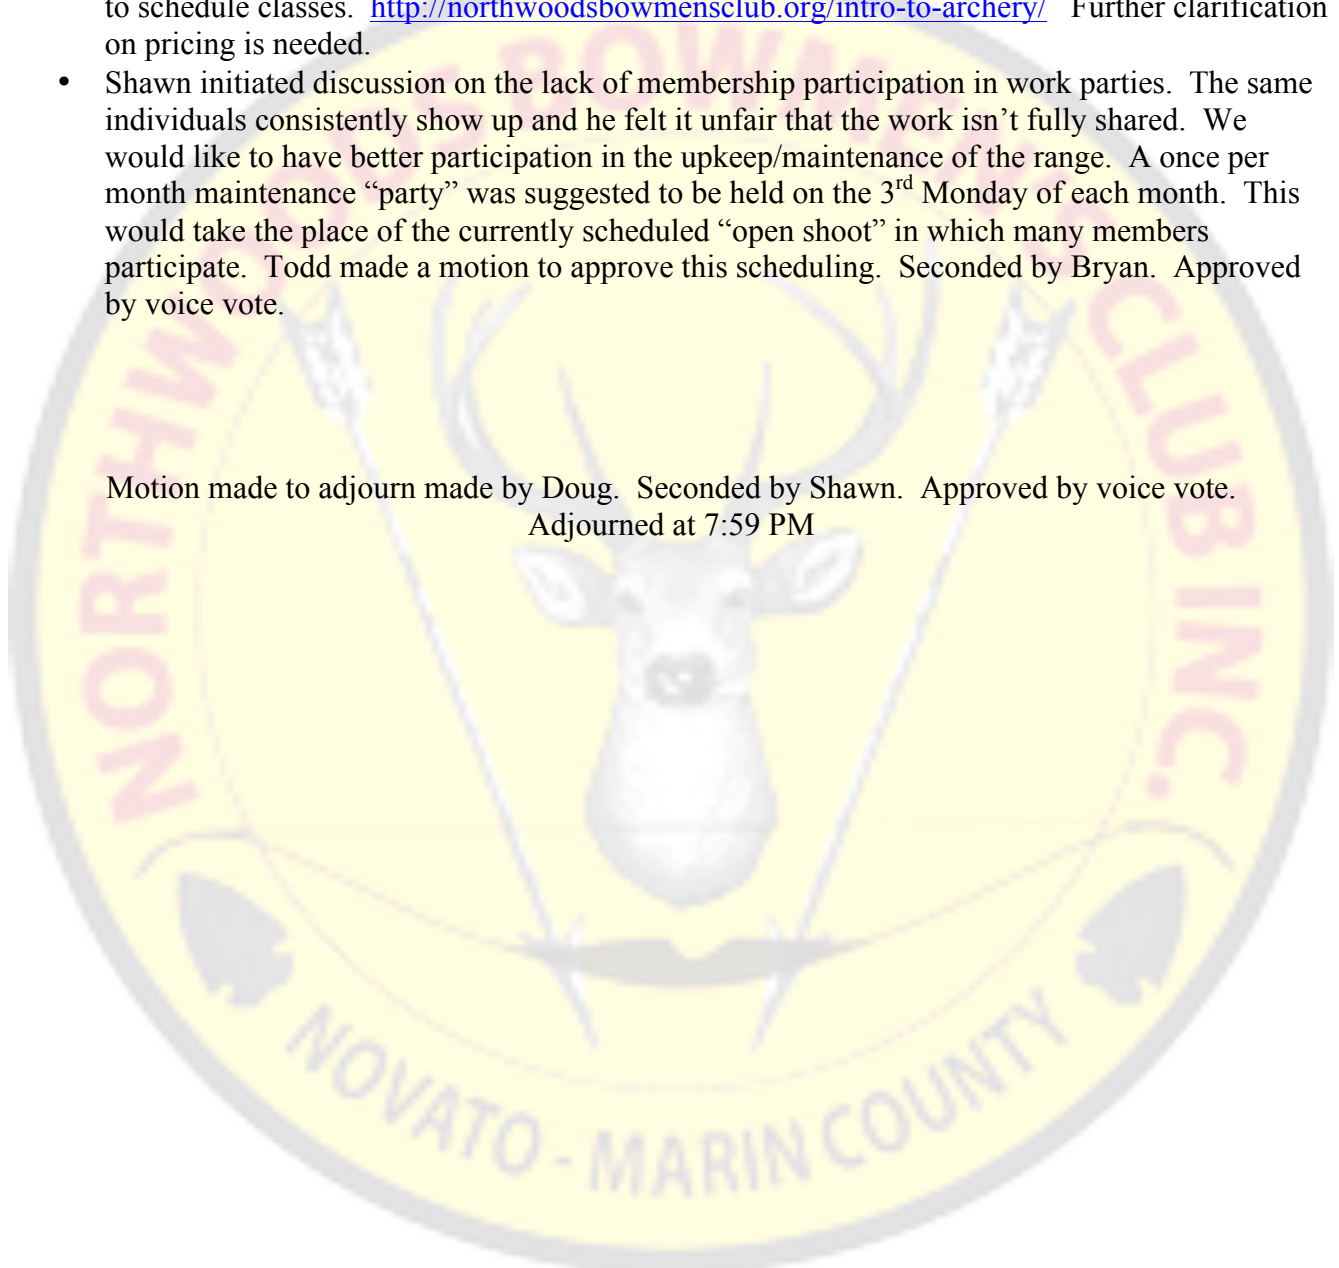 to schedule classes.  http://northwoodsbowmensclub.org/intro-to-archery/   Further clarification
on pricing is needed.
• Shawn initiated discussion on the lack of membership participation in work parties.  The same
individuals consistently show up and he felt it unfair that the work isn’t fully shared.  We
would like to have better participation in the upkeep/maintenance of the range.  A once per
month maintenance “party” was suggested to be held on the 3rd Monday of each month.  This
would take the place of the currently scheduled “open shoot” in which many members
participate.  Todd made a motion to approve this scheduling.  Seconded by Bryan.  Approved
by voice vote.
Motion made to adjourn made by Doug.  Seconded by Shawn.  Approved by voice vote.
Adjourned at 7:59 PM
NORTHWOODS BOWMEN'S CLUB INC.
NOVATO - MARIN COUNTY